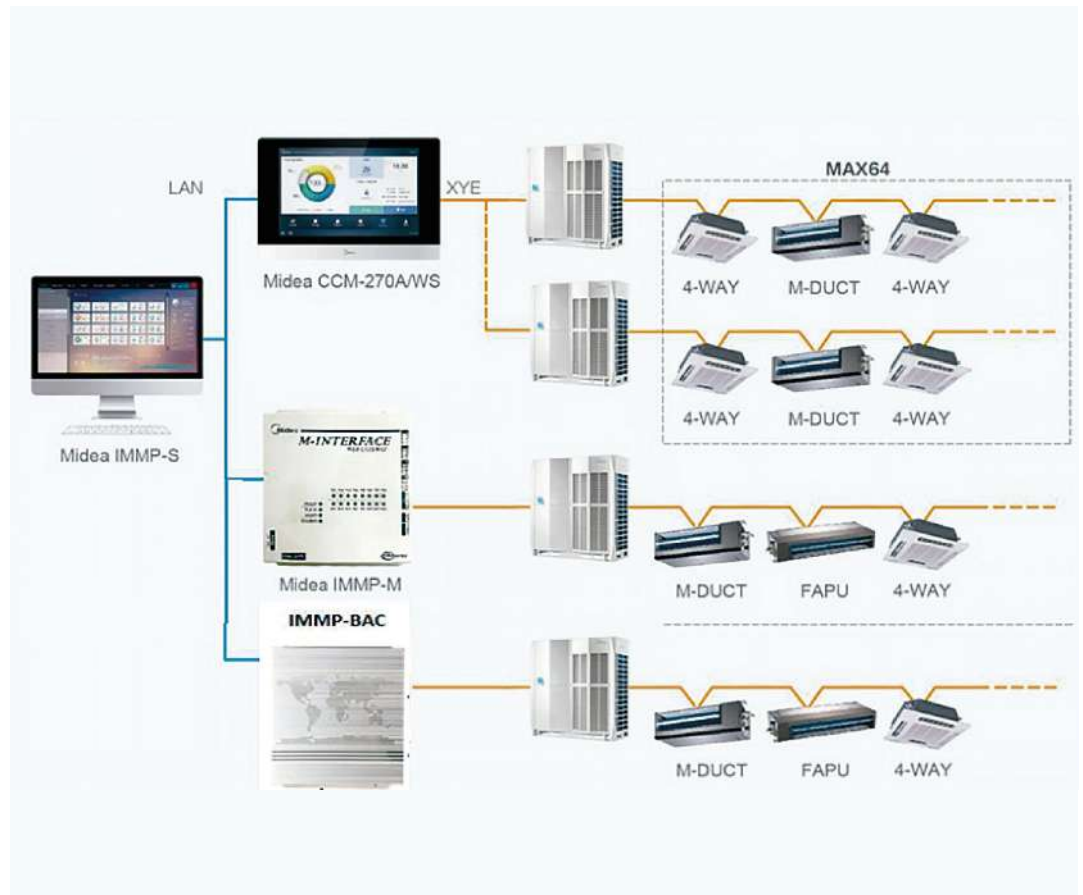 LAN
XYE
MAX64
Midea CCM-270A/WS
4-WAY M-DUCT 4-WAY
4-WAY M-DUCT 4-WAY
Midea IMMP-S
Midea
M-INTERFACE
Midea IMMP-M
M-DUCT FAPU 4-WAY
IMMP-BAC
M-DUCT FAPU 4-WAY